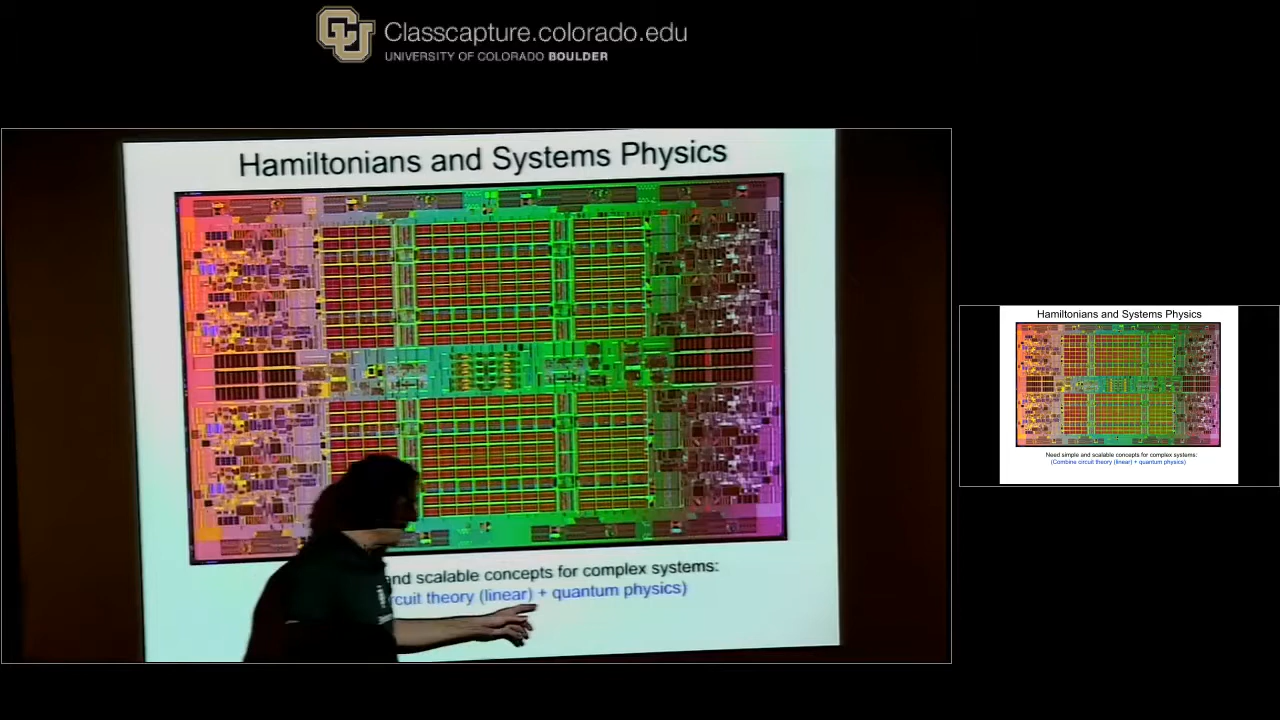 Classcapture.colorado.edu
UNIVERSITY OF COLORADO BOULDER
Hamiltonians and Systems Physics
and scalable concepts for complex systems:
rcuit theory (linear) + quantum physics)
Hamiltonians and Systems Physics
Need simple and scalable concepts for complex systems:
(Combine circuit theory (linear) + quantum physics)